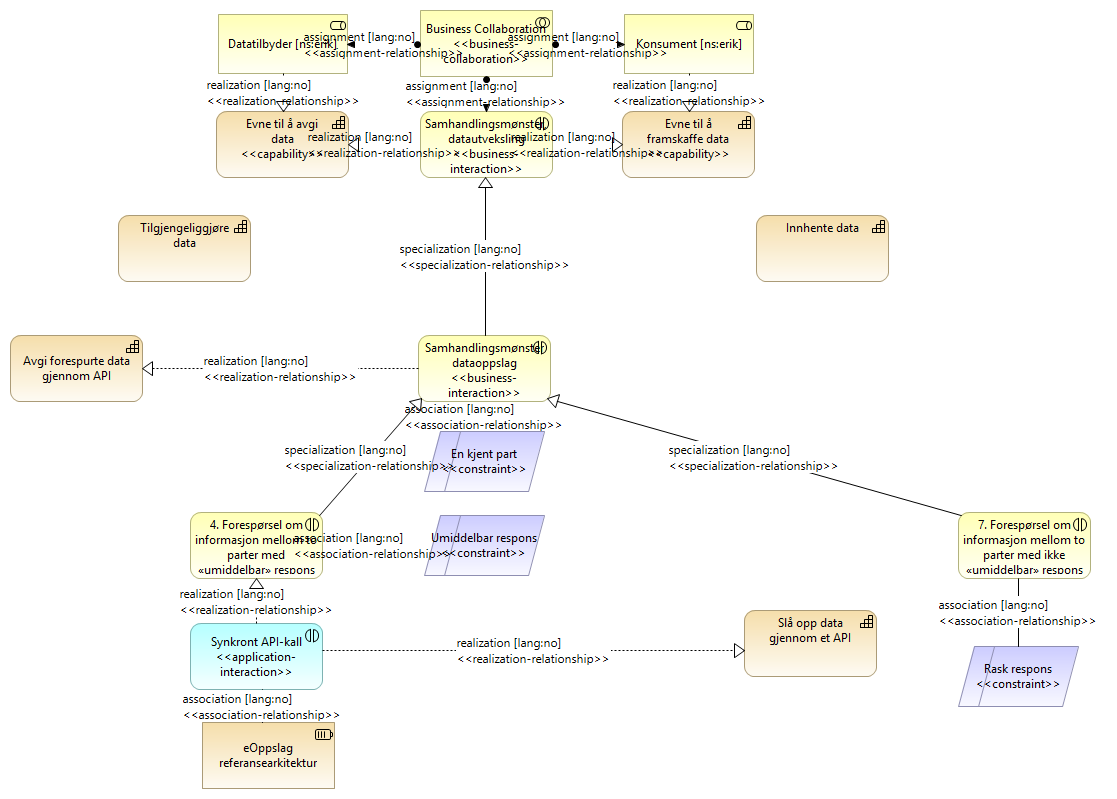 Datatilbyder [ns:erik]
assignment [lang:no]
<<assignment-relationship>>
Business Collaboration
<<business-
collaboration>>
assignment [lang:no]
<<assignment-relationship>>
Konsument [ns:erik]
realization [lang:no]
<<realization-relationship>>
assignment [lang:no]
<<assignment-relationship>>
realization [lang:no]
<<realization-relationship>>
Evne til å avgi
data
<<capability>>
realization [lang:no]
<<realization-relationship>>
Samhandlingsmønster
datautveksling
<<business-
interaction>>
realization [lang:no]
<<realization-relationship>>
Evne til å
framskaffe data
<<capability>>
Tilgjengeliggjøre
data
Innhente data
specialization [lang:no]
<<specialization-relationship>>
Avgi forespurte data
gjennom API
realization [lang:no]
<<realization-relationship>>
Samhandlingsmønster
dataoppslag
<<business-
interaction>>
association [lang:no]
<<association-relationship>>
specialization [lang:no]
<<specialization-relationship>>
En kjent part
<<constraint>>
specialization [lang:no]
<<specialization-relationship>>
4. Forespørsel om
informasjon mellom to
parter med
«umiddelbar» respons
association [lang:no]
<<association-relationship>>
Umiddelbar respons
<<constraint>>
7. Forespørsel om
informasjon mellom to
parter med ikke
«umiddelbar» respons
realization [lang:no]
<<realization-relationship>>
association [lang:no]
<<association-relationship>>
Synkront API-kall
<<application-
interaction>>
realization [lang:no]
<<realization-relationship>>
Slå opp data
gjennom et API
Rask respons
<<constraint>>
association [lang:no]
<<association-relationship>>
eOppslag
referansearkitektur